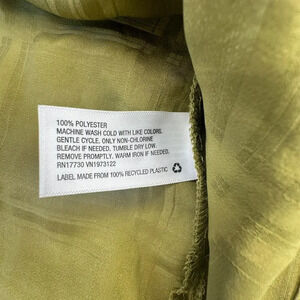 100% POLYESTER
MACHINE WASH COLD WITH LIKE COLORS.
GENTLE CYCLE, ONLY NON-CHLORINE
BLEACH IF NEEDED. TUMBLE DRY LOW.
REMOVE PROMPTLY. WARM IRON IF NEEDED.
RN17730 VN1973122
LABEL MADE FROM 100% RECYCLED PLASTIC